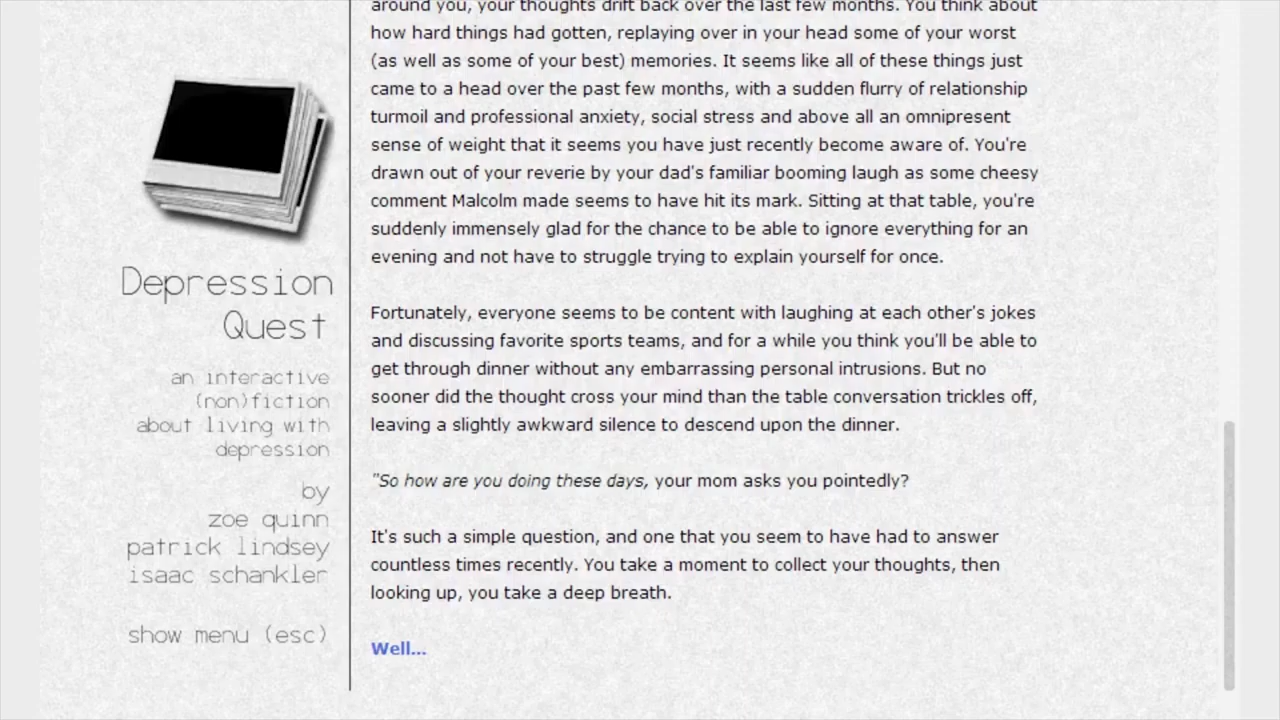 Depression
Quest
an interactive
(non)fiction
about living with
depression
by
zoe quinn
patrick lindsey
isaac schankler
show menu (esc)
around you, your thoughts drift back over the last few months. You think about
how hard things had gotten, replaying over in your head some of your worst
(as well as some of your best) memories. It seems like all of these things just
came to a head over the past few months, with a sudden flurry of relationship
turmoil and professional anxiety, social stress and above all an omnipresent
sense of weight that it seems you have just recently become aware of. You're
drawn out of your reverie by your dad's familiar booming laugh as some cheesy
comment Malcolm made seems to have hit its mark. Sitting at that table, you're
suddenly immensely glad for the chance to be able to ignore everything for an
evening and not have to struggle trying to explain yourself for once.
Fortunately, everyone seems to be content with laughing at each other's jokes
and discussing favorite sports teams, and for a while you think you'll be able to
get through dinner without any embarrassing personal intrusions. But no
sooner did the thought cross your mind than the table conversation trickles off,
leaving a slightly awkward silence to descend upon the dinner.
"So how are you doing these days, your mom asks you pointedly?
It's such a simple question, and one that you seem to have had to answer
countless times recently. You take a moment to collect your thoughts, then
looking up, you take a deep breath.
Well...